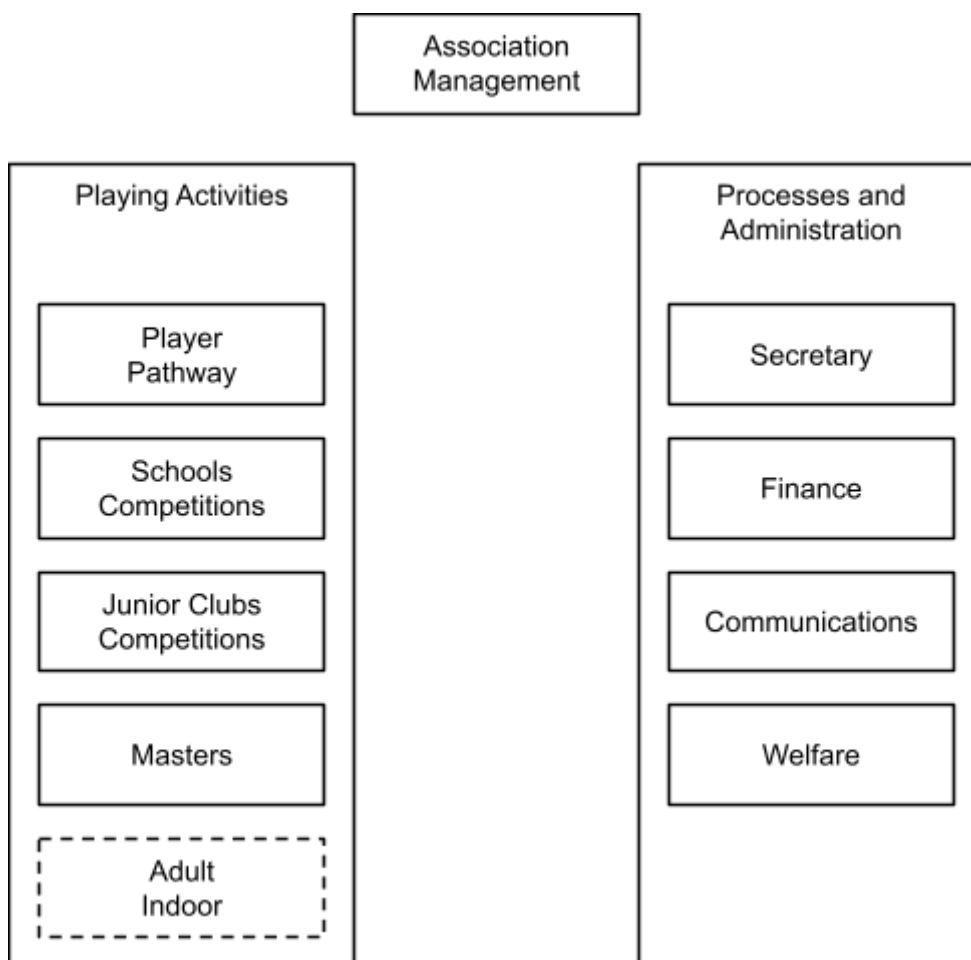 Association
Management
Playing Activities
Player
Pathway
Schools
Competitions
Junior Clubs
Competitions
Masters
Adult
Indoor
Processes and
Administration
Secretary
Finance
Communications
Welfare